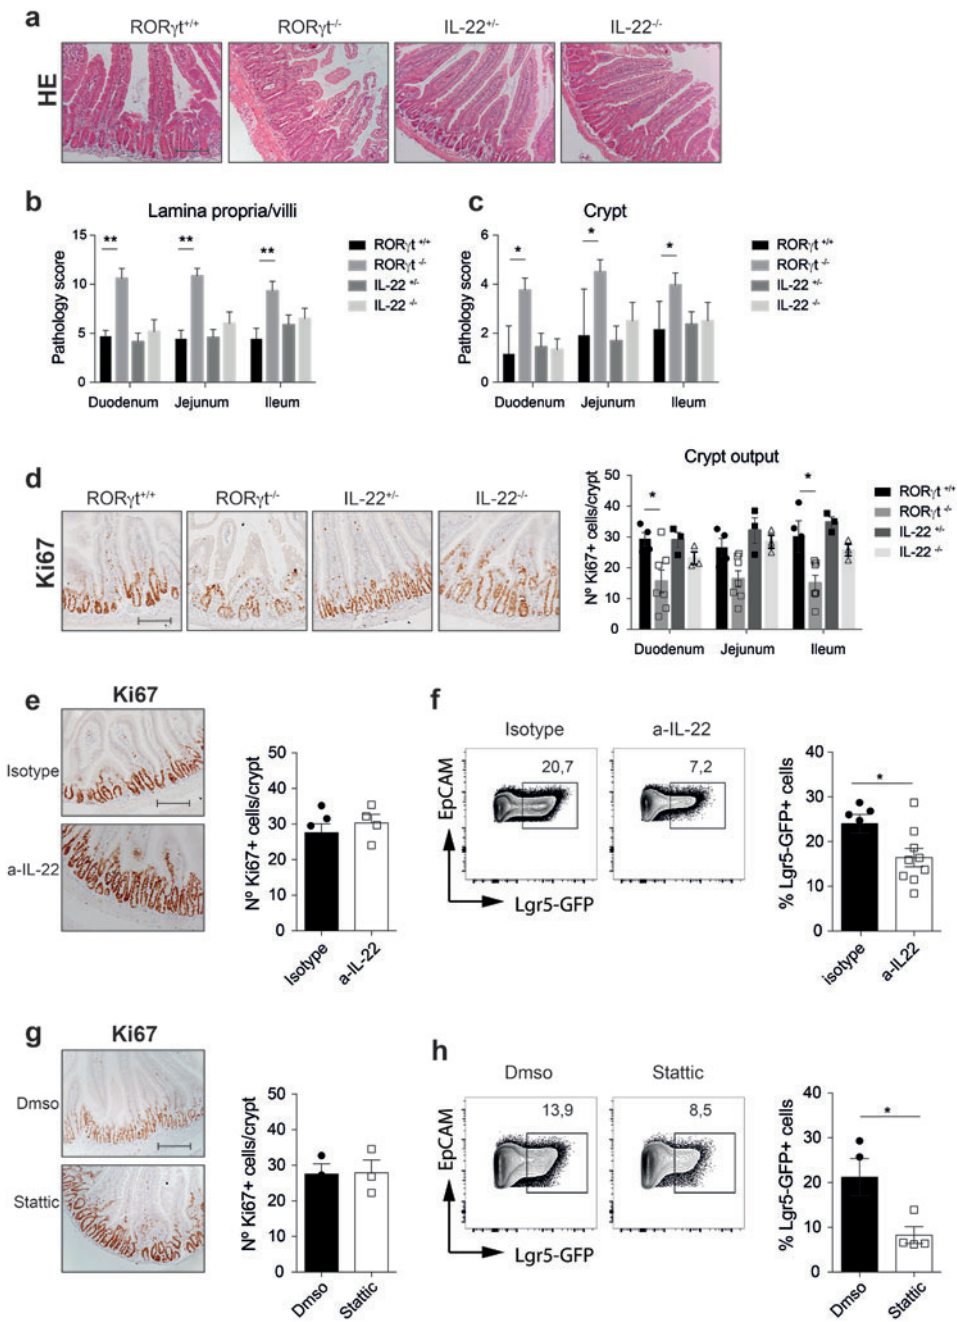 a
RORγt+/+ RORγt-/- IL-22+/- IL-22-/-
HE
b
Lamina propria/villi
Pathology score
15
10
5
0
** ** **
Duodenum Jejunum Ileum
RORγt +/+
RORγt -/-
IL-22 +/-
IL-22 -/-
c
Crypt
Pathology score
6
4
2
0
* * *
Duodenum Jejunum Ileum
RORγt +/+
RORγt -/-
IL-22 +/-
IL-22 -/-
d
RORγt+/+ RORγt-/- IL-22+/- IL-22-/-
Ki67
Crypt output
Nº Ki67+ cells/crypt
50
40
30
20
10
0
* *
Duodenum Jejunum Ileum
RORγt +/+
RORγt -/-
IL-22 +/-
IL-22 -/-
e
Ki67
Isotype
a-IL-22
Nº Ki67+ cells/crypt
50
40
30
20
10
0
Isotype a-IL-22
f
Isotype a-IL-22
20,7 7,2
EpCAM
Lgr5-GFP
% Lgr5-GFP+ cells
40
30
20
10
0
*
isotype a-IL22
g
Ki67
Dmso
Stattic
Nº Ki67+ cells/crypt
50
40
30
20
10
0
Dmso Stattic
h
Dmso Stattic
13,9 8,5
EpCAM
Lgr5-GFP
% Lgr5-GFP+ cells
40
30
20
10
0
*
Dmso Stattic